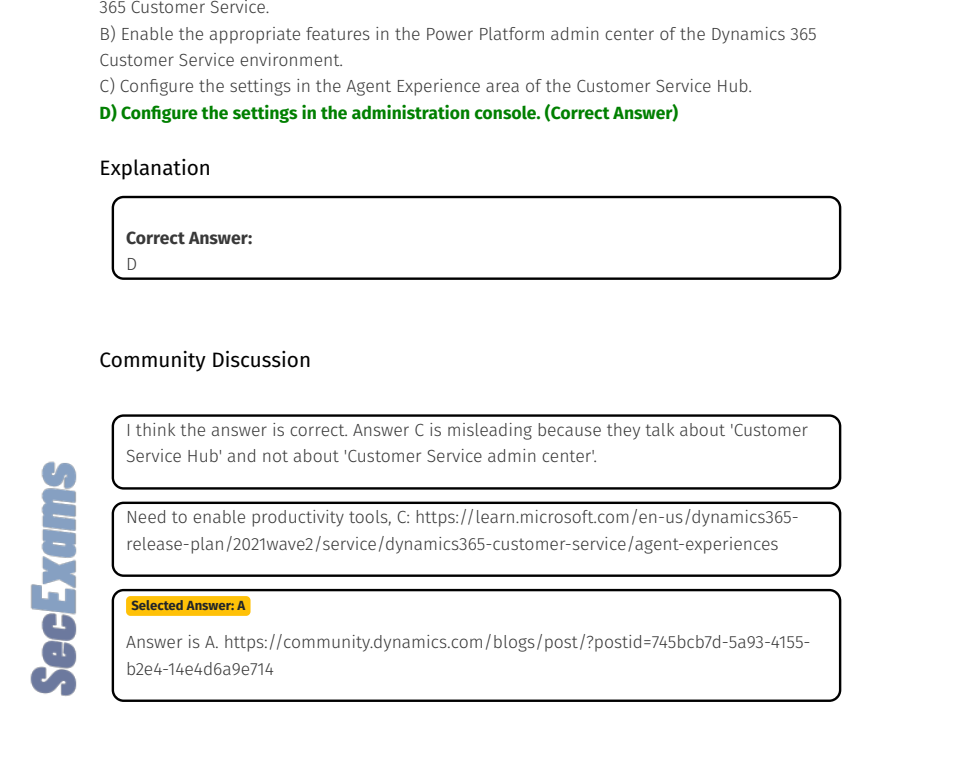 365 Customer Service.
B) Enable the appropriate features in the Power Platform admin center of the Dynamics 365
Customer Service environment.
C) Configure the settings in the Agent Experience area of the Customer Service Hub.
D) Configure the settings in the administration console. (Correct Answer)
Explanation
Correct Answer:
D
Community Discussion
I think the answer is correct. Answer C is misleading because they talk about 'Customer
Service Hub' and not about 'Customer Service admin center'.
Need to enable productivity tools, C: https://learn.microsoft.com/en-us/dynamics365-
release-plan/2021wave2/service/dynamics365-customer-service/agent-experiences
Selected Answer: A
Answer is A. https://community.dynamics.com/blogs/post/?postid=745bcb7d-5a93-4155-
b2e4-14e4d6a9e714
SecExams